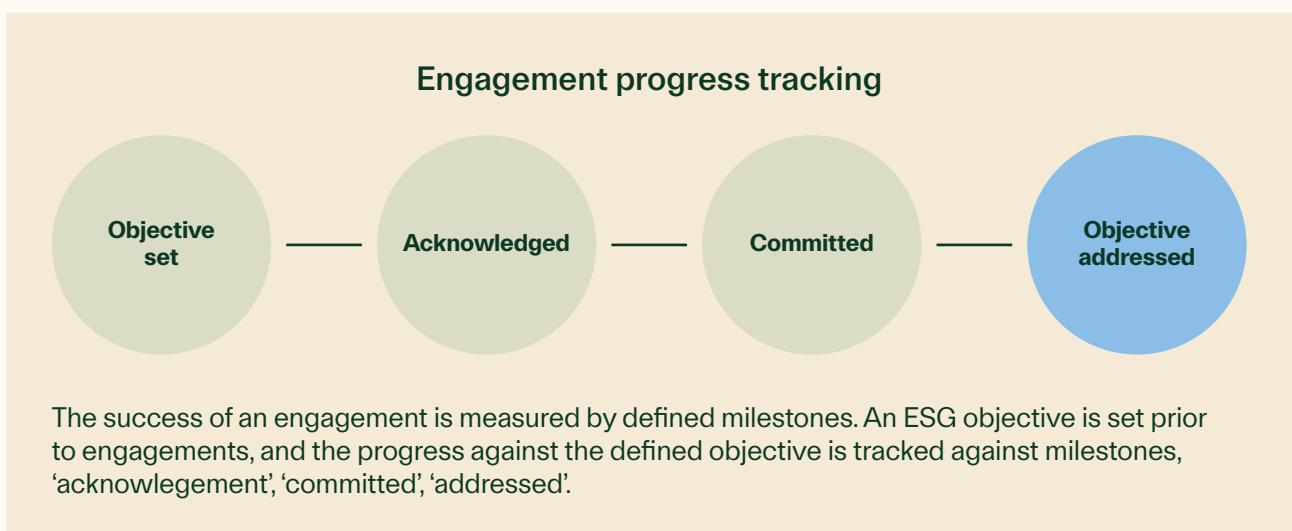 Engagement progress tracking
Objective
set
Acknowledged
Committed
Objective
addressed
The success of an engagement is measured by defined milestones. An ESG objective is set prior
to engagements, and the progress against the defined objective is tracked against milestones,
‘acknowlegement’, ‘committed’, ‘addressed’.